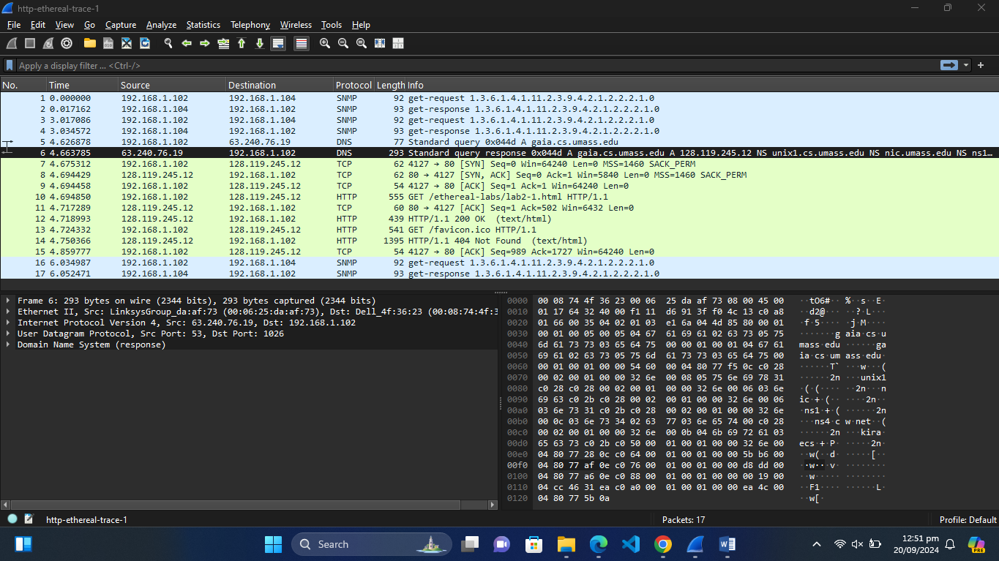 http-ethereal-trace-1
File Edit View Go Capture Analyze Statistics Telephony Wireless Tools Help
Apply a display filter ... <Ctrl-/>
No. Time Source Destination Protocol Length Info
1 0.000000 192.168.1.102 192.168.1.104 SNMP 92 get-request 1.3.6.1.4.1.11.2.3.9.4.2.1.2.2.2.1.0
2 0.017162 192.168.1.104 192.168.1.102 SNMP 93 get-response 1.3.6.1.4.1.11.2.3.9.4.2.1.2.2.2.1.0
3 3.017086 192.168.1.102 192.168.1.104 SNMP 92 get-request 1.3.6.1.4.1.11.2.3.9.4.2.1.2.2.2.1.0
4 3.034572 192.168.1.104 192.168.1.102 SNMP 93 get-response 1.3.6.1.4.1.11.2.3.9.4.2.1.2.2.2.1.0
5 4.626878 192.168.1.102 63.240.76.19 DNS 77 Standard query 0x044d A gaia.cs.umass.edu
6 4.663785 63.240.76.19 192.168.1.102 DNS 293 Standard query response 0x044d A gaia.cs.umass.edu A 128.119.245.12 NS unix1.cs.umass.edu NS nic.umass.edu NS ns1...
7 4.675312 192.168.1.102 128.119.245.12 TCP 62 4127 → 80 [SYN] Seq=0 Win=64240 Len=0 MSS=1460 SACK_PERM
8 4.694429 128.119.245.12 192.168.1.102 TCP 62 80 → 4127 [SYN, ACK] Seq=0 Ack=1 Win=5840 Len=0 MSS=1460 SACK_PERM
9 4.694458 192.168.1.102 128.119.245.12 TCP 54 4127 → 80 [ACK] Seq=1 Ack=1 Win=64240 Len=0
10 4.694850 192.168.1.102 128.119.245.12 HTTP 555 GET /ethereal-labs/lab2-1.html HTTP/1.1
11 4.717289 128.119.245.12 192.168.1.102 TCP 60 80 → 4127 [ACK] Seq=1 Ack=502 Win=6432 Len=0
12 4.718993 128.119.245.12 192.168.1.102 HTTP 439 HTTP/1.1 200 OK (text/html)
13 4.724332 192.168.1.102 128.119.245.12 HTTP 541 GET /favicon.ico HTTP/1.1
14 4.750366 128.119.245.12 192.168.1.102 HTTP 1395 HTTP/1.1 404 Not Found (text/html)
15 4.859777 192.168.1.102 128.119.245.12 TCP 54 4127 → 80 [ACK] Seq=989 Ack=1727 Win=64240 Len=0
16 6.034987 192.168.1.102 192.168.1.104 SNMP 92 get-request 1.3.6.1.4.1.11.2.3.9.4.2.1.2.2.2.1.0
17 6.052471 192.168.1.104 192.168.1.102 SNMP 93 get-response 1.3.6.1.4.1.11.2.3.9.4.2.1.2.2.2.1.0
Frame 6: 293 bytes on wire (2344 bits), 293 bytes captured (2344 bits)
Ethernet II, Src: LinksysGroup_da:af:73 (00:06:25:da:af:73), Dst: Dell_4f:36:23 (00:08:74:4f:3
Internet Protocol Version 4, Src: 63.240.76.19, Dst: 192.168.1.102
User Datagram Protocol, Src Port: 53, Dst Port: 1026
Domain Name System (response)
0000 00 08 74 4f 36 23 00 06 25 da af 73 08 00 45 00 ··tO6#·· %··s··E·
0010 01 17 64 32 40 00 f1 11 d6 91 3f f0 4c 13 c0 a8 ··d2@··· ··?·L···
0020 01 66 00 35 04 02 01 03 e1 6a 04 4d 85 80 00 01 ·f·5···· ·j·M····
0030 00 01 00 05 00 05 04 67 61 69 61 02 63 73 05 75 ·······g aia·cs·u
0040 6d 61 73 73 03 65 64 75 00 00 01 00 01 04 67 61 mass·edu ······ga
0050 69 61 02 63 73 05 75 6d 61 73 73 03 65 64 75 00 ia·cs·um ass·edu·
0060 00 01 00 01 00 00 54 60 00 04 80 77 f5 0c c0 28 ······T` ···w···(
0070 00 02 00 01 00 00 32 6e 00 08 05 75 6e 69 78 31 ······2n ···unix1
0080 c0 28 c0 28 00 02 00 01 00 00 32 6e 00 06 03 6e ·(·(···· ··2n···n
0090 69 63 c0 2b c0 28 00 02 00 01 00 00 32 6e 00 06 ic·+·(·· ····2n··
00a0 03 6e 73 31 c0 2b c0 28 00 02 00 01 00 00 32 6e ·ns1·+·( ······2n
00b0 00 0c 03 6e 73 34 02 63 77 03 6e 65 74 00 c0 28 ···ns4·c w·net··(
00c0 00 02 00 01 00 00 32 6e 00 0b 04 6b 69 72 61 03 ······2n ···kira·
00d0 65 63 73 c0 2b c0 50 00 01 00 01 00 00 32 6e 00 ecs·+·P· ·····2n·
00e0 04 80 77 28 0c c0 64 00 01 00 01 00 00 5b b6 00 ··w(··d· ·····[··
00f0 04 80 77 af 0e c0 76 00 01 00 01 00 00 d8 dd 00 ··w···v· ········
0100 04 80 77 a6 0e c0 88 00 01 00 01 00 00 00 19 00 ··w····· ········
0110 04 cc 46 31 ea c0 a0 00 01 00 01 00 00 ea 4c 00 ··F1···· ······L·
0120 04 80 77 5b 0a ··w[·
http-ethereal-trace-1 Packets: 17 Profile: Default
Search
12:51 pm
20/09/2024
PRE